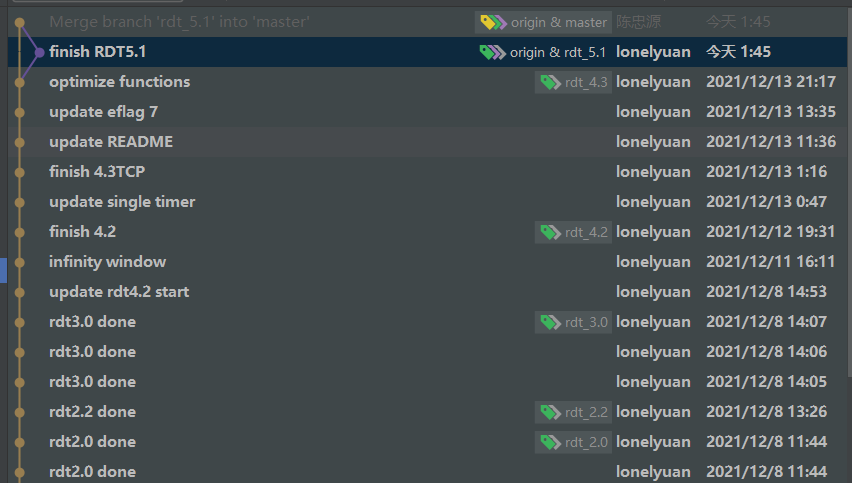 Merge branch 'rdt_5.1' into 'master' origin & master 陈忠源 今天 1:45
finish RDT5.1 origin & rdt_5.1 lonelyuan 今天 1:45
optimize functions rdt_4.3 lonelyuan 2021/12/13 21:17
update eflag 7 lonelyuan 2021/12/13 13:35
update README lonelyuan 2021/12/13 11:36
finish 4.3TCP lonelyuan 2021/12/13 1:16
update single timer lonelyuan 2021/12/13 0:47
finish 4.2 rdt_4.2 lonelyuan 2021/12/12 19:31
infinity window lonelyuan 2021/12/11 16:11
update rdt4.2 start lonelyuan 2021/12/8 14:53
rdt3.0 done rdt_3.0 lonelyuan 2021/12/8 14:07
rdt3.0 done lonelyuan 2021/12/8 14:06
rdt3.0 done lonelyuan 2021/12/8 14:05
rdt2.2 done rdt_2.2 lonelyuan 2021/12/8 13:26
rdt2.0 done rdt_2.0 lonelyuan 2021/12/8 11:44
rdt2.0 done lonelyuan 2021/12/8 11:44